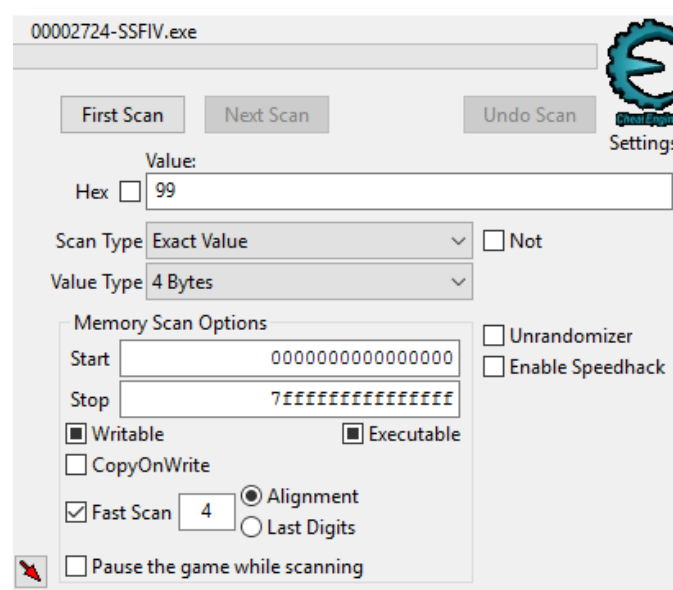 00002724-SSFIV.exe
First Scan Next Scan Undo Scan
Cheat Engin
Settings
Value:
Hex 99
Scan Type Exact Value Not
Value Type 4 Bytes
Memory Scan Options
Unrandomizer
Start 0000000000000000
Enable Speedhack
Stop 7fffffffffffffff
Writable Executable
CopyOnWrite
Fast Scan 4 Alignment
Last Digits
Pause the game while scanning